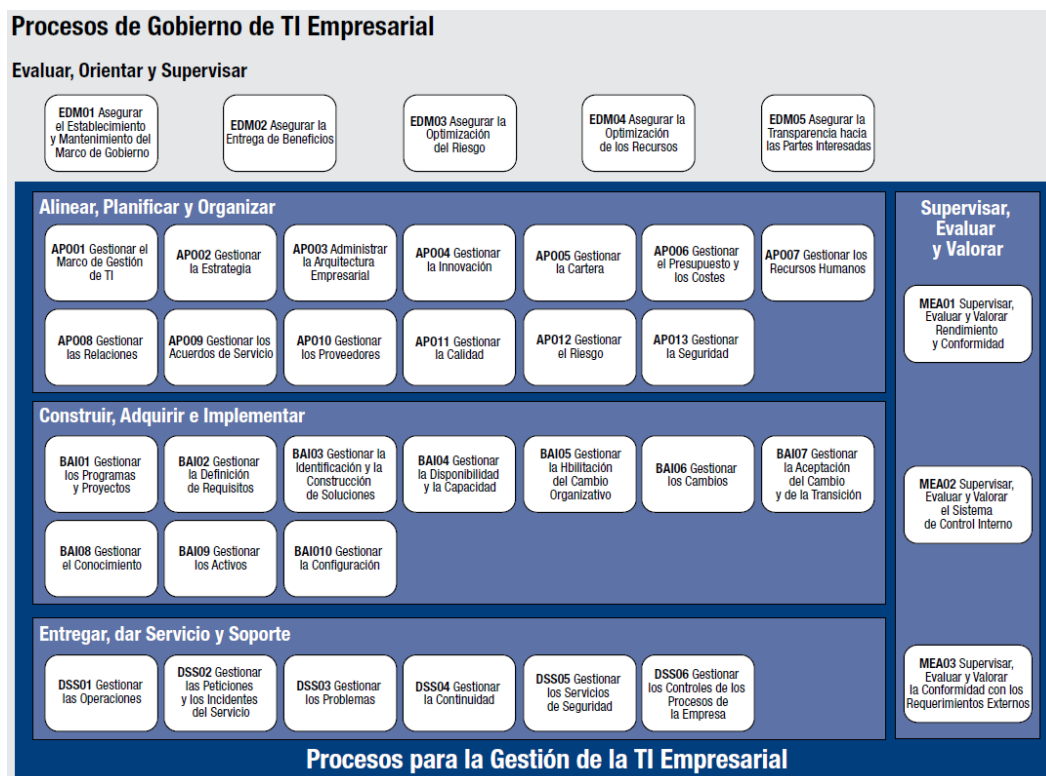 Procesos de Gobierno de TI Empresarial
Evaluar, Orientar y Supervisar
EDM01 Asegurar
el Establecimiento
y Mantenimiento del
Marco de Gobierno
EDM02 Asegurar la
Entrega de Beneficios
EDM03 Asegurar la
Optimización
del Riesgo
EDM04 Asegurar la
Optimización
de los Recursos
EDM05 Asegurar la
Transparencia hacia
las Partes Interesadas
Alinear, Planificar y Organizar
APO01 Gestionar el
Marco de Gestión
de TI
APO02 Gestionar
la Estrategia
APO03 Administrar
la Arquitectura
Empresarial
APO04 Gestionar
la Innovación
APO05 Gestionar
la Cartera
APO06 Gestionar
el Presupuesto y
los Costes
APO07 Gestionar los
Recursos Humanos
APO08 Gestionar
las Relaciones
APO09 Gestionar los
Acuerdos de Servicio
APO10 Gestionar
los Proveedores
APO11 Gestionar
la Calidad
APO12 Gestionar
el Riesgo
APO13 Gestionar
la Seguridad
Construir, Adquirir e Implementar
BAI01 Gestionar
los Programas
y Proyectos
BAI02 Gestionar
la Definición
de Requisitos
BAI03 Gestionar la
Identificación y la
Construcción
de Soluciones
BAI04 Gestionar
la Disponibilidad
y la Capacidad
BAI05 Gestionar
la Hbilitación
del Cambio
Organizativo
BAI06 Gestionar
los Cambios
BAI07 Gestionar
la Aceptación
del Cambio
y de la Transición
BAI08 Gestionar
el Conocimiento
BAI09 Gestionar
los Activos
BAI010 Gestionar
la Configuración
Entregar, dar Servicio y Soporte
DSS01 Gestionar
las Operaciones
DSS02 Gestionar
las Peticiones
y los Incidentes
del Servicio
DSS03 Gestionar
los Problemas
DSS04 Gestionar
la Continuidad
DSS05 Gestionar
los Servicios
de Seguridad
DSS06 Gestionar
los Controles de los
Procesos de
la Empresa
Supervisar,
Evaluar
y Valorar
MEA01 Supervisar,
Evaluar y Valorar
Rendimiento
y Conformidad
MEA02 Supervisar,
Evaluar y Valorar
el Sistema
de Control Interno
MEA03 Supervisar,
Evaluar y Valorar
la Conformidad con los
Requerimientos Externos
Procesos para la Gestión de la TI Empresarial